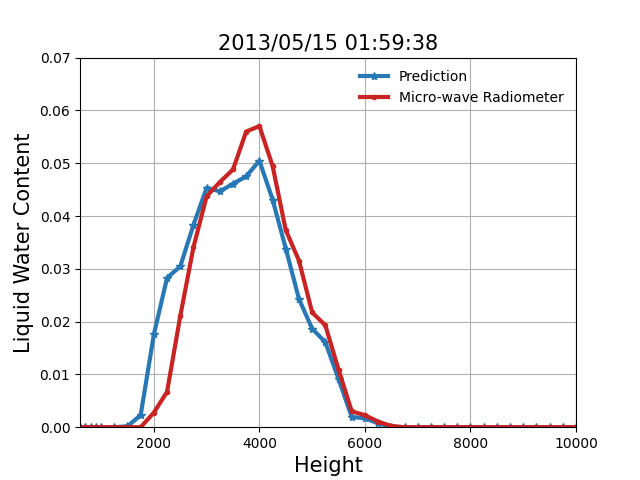 2013/05/15 01:59:38
Prediction
Micro-wave Radiometer
Liquid Water Content
0.07
0.06
0.05
0.04
0.03
0.02
0.01
0.00
2000 4000 6000 8000 10000
Height